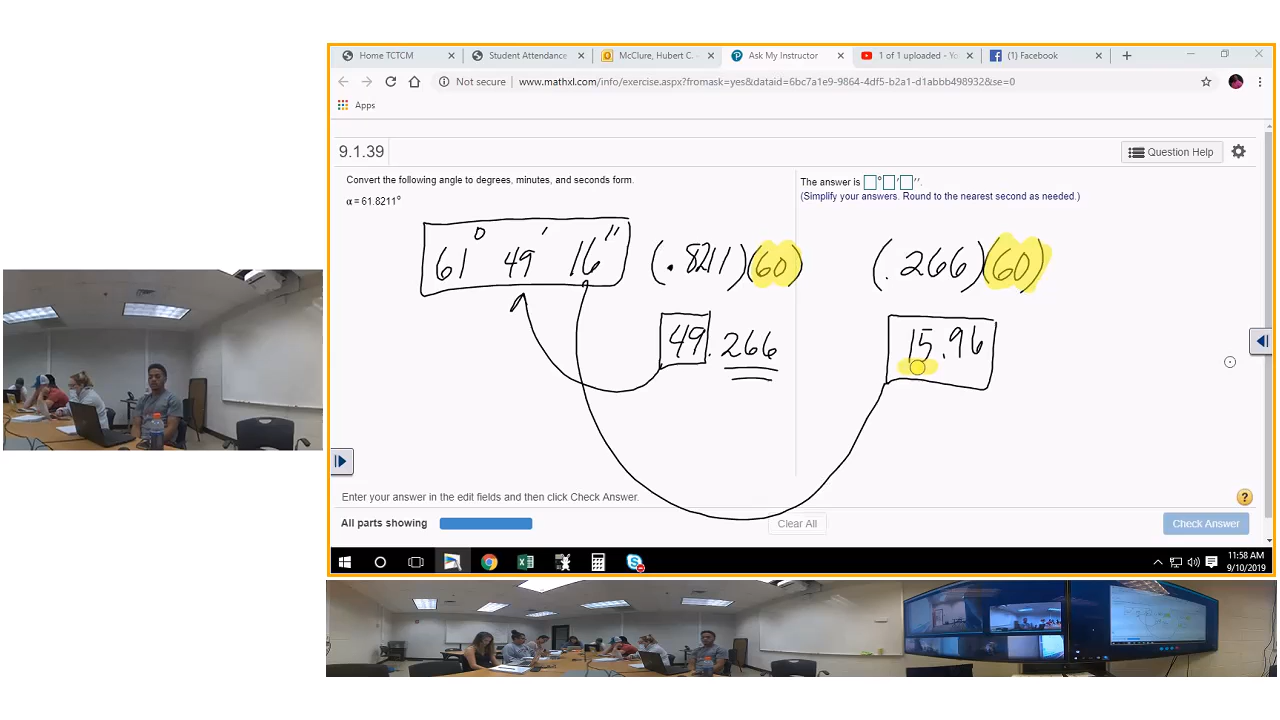 Home TCTCM
Student Attendance
McClure, Hubert C. -
Ask My Instructor
1 of 1 uploaded - Yo
(1) Facebook
Not secure | www.mathxl.com/info/exercise.aspx?fromask=yes&dataid=6bc7a1e9-9864-4df5-b2a1-d1abbb498932&se=0
Apps
9.1.39
Question Help
Convert the following angle to degrees, minutes, and seconds form.
α = 61.8211°
The answer is □°□′□′′.
(Simplify your answers. Round to the nearest second as needed.)
61° 49′ 16″ (.8211)(60)
(.266)(60)
49.266
15.96
Enter your answer in the edit fields and then click Check Answer.
?
All parts showing
Clear All
Check Answer
11:58 AM
9/10/2019